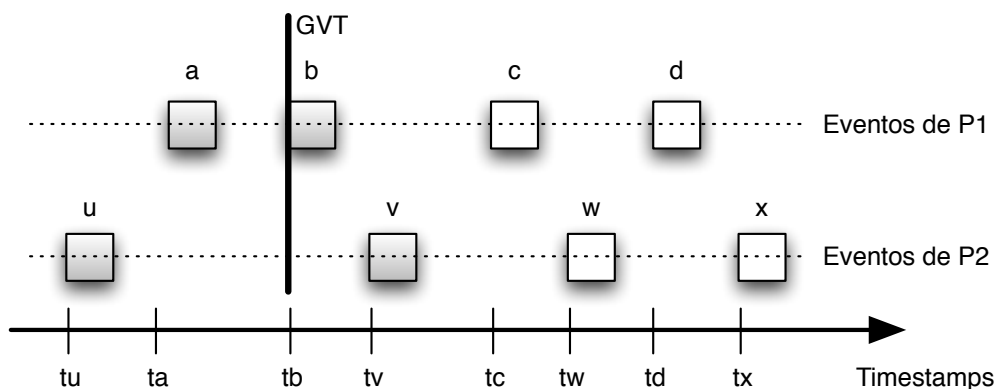 GVT
a b c d
Eventos de P1
u v w x
Eventos de P2
tu ta tb tv tc tw td tx Timestamps